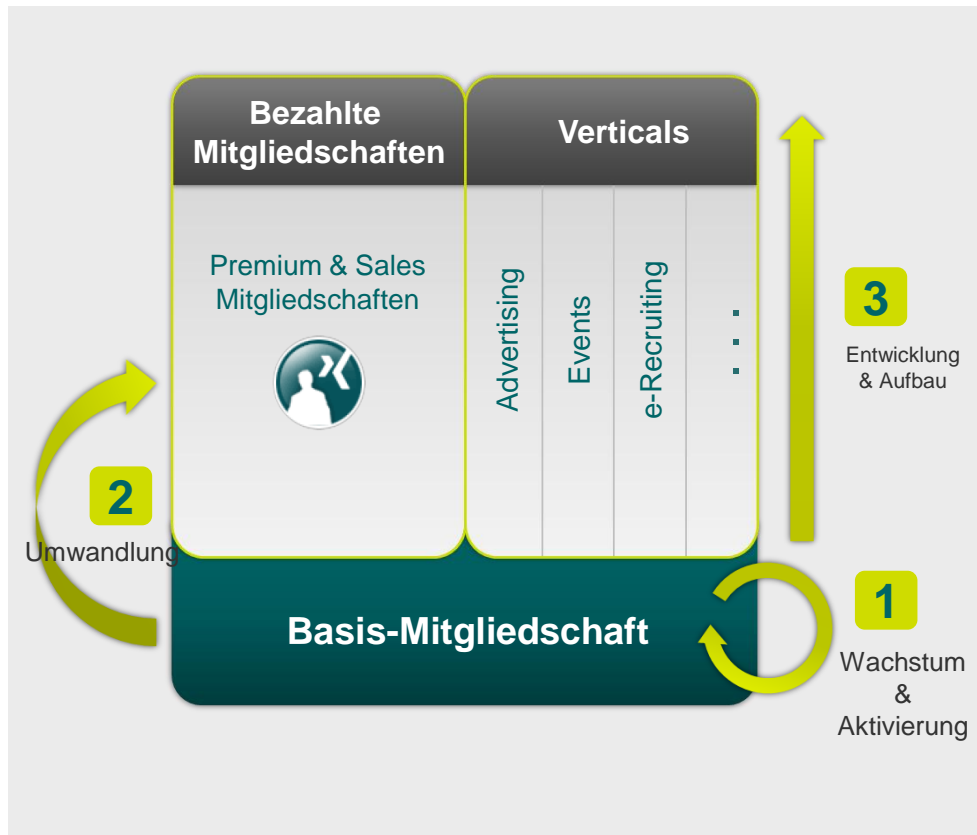 Bezahlte
Mitgliedschaften
Verticals
Premium & Sales
Mitgliedschaften
Advertising
Events
e-Recruiting
...
3
Entwicklung
& Aufbau
2
Umwandlung
Basis-Mitgliedschaft
1
Wachstum
&
Aktivierung